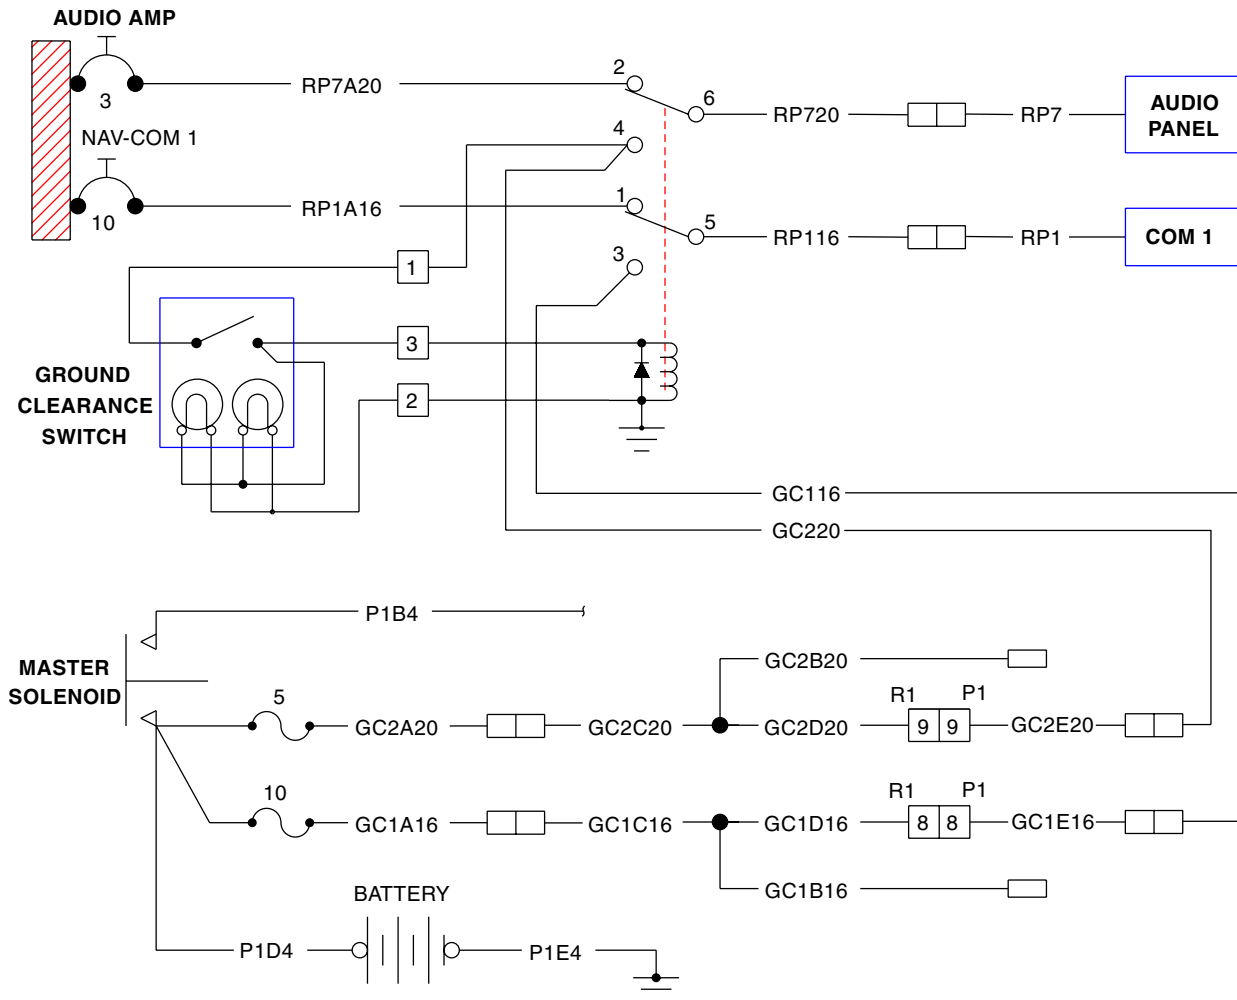 AUDIO AMP
3
RP7A20
2
6
RP720
RP7
AUDIO
PANEL
NAV-COM 1
4
10
RP1A16
1
5
RP116
RP1
COM 1
3
1
3
2
GROUND
CLEARANCE
SWITCH
GC116
GC220
P1B4
MASTER
SOLENOID
GC2B20
5
GC2A20
GC2C20
GC2D20
R1
P1
9 9
GC2E20
10
GC1A16
GC1C16
GC1D16
R1
P1
8 8
GC1E16
GC1B16
BATTERY
P1D4
P1E4